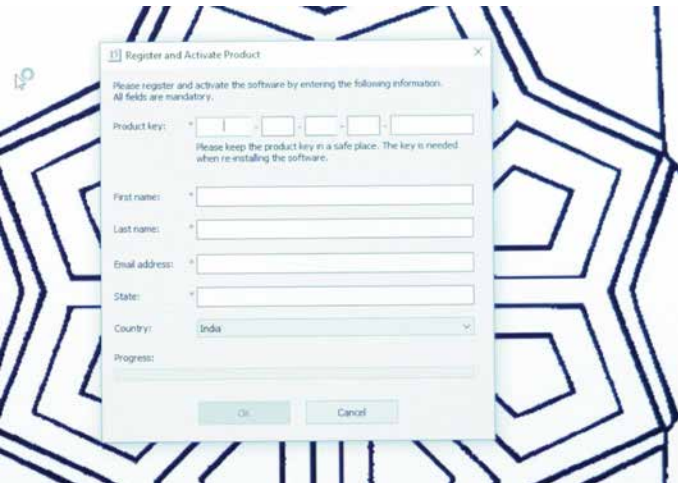 Register and Activate Product
Please register and activate the software by entering the following information.
All fields are mandatory.
Product key: * - - - -
Please keep the product key in a safe place. The key is needed
when re-installing the software.
First name: *
Last name: *
Email address: *
State: *
Country: India
Progress:
OK Cancel